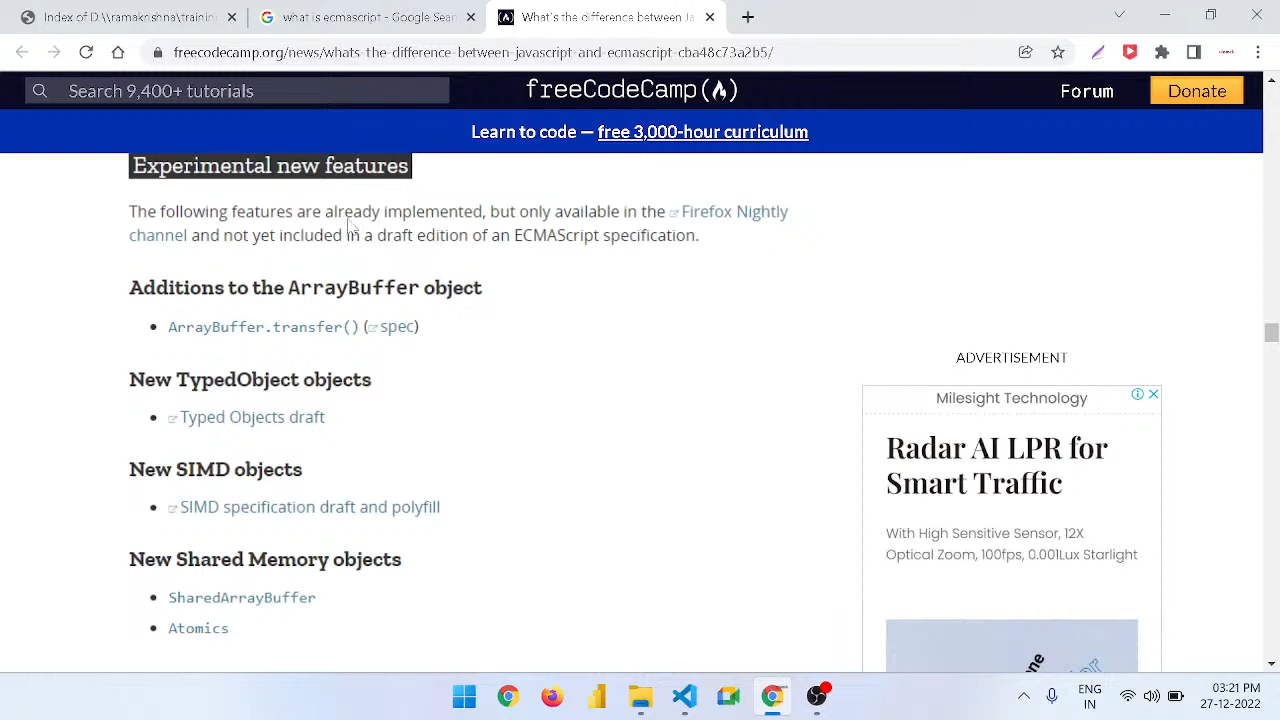 Index of D:\\ramakesh share\trainin
what is ecmascript - Google Sear
What's the difference between Ja
freecodecamp.org/news/whats-the-difference-between-javascript-and-ecmascript-cba48c73a2b5/
Search 9,400+ tutorials
freeCodeCamp
Forum
Donate
Learn to code — free 3,000-hour curriculum
Experimental new features
The following features are already implemented, but only available in the Firefox Nightly
channel and not yet included in a draft edition of an ECMAScript specification.
Additions to the ArrayBuffer object
ArrayBuffer.transfer() (spec)
New TypedObject objects
Typed Objects draft
New SIMD objects
SIMD specification draft and polyfill
New Shared Memory objects
SharedArrayBuffer
Atomics
ADVERTISEMENT
Milesight Technology
Radar AI LPR for
Smart Traffic
With High Sensitive Sensor, 12X
Optical Zoom, 100fps, 0.001Lux Starlight
ENG
IN
03:21 PM
27-12-2022